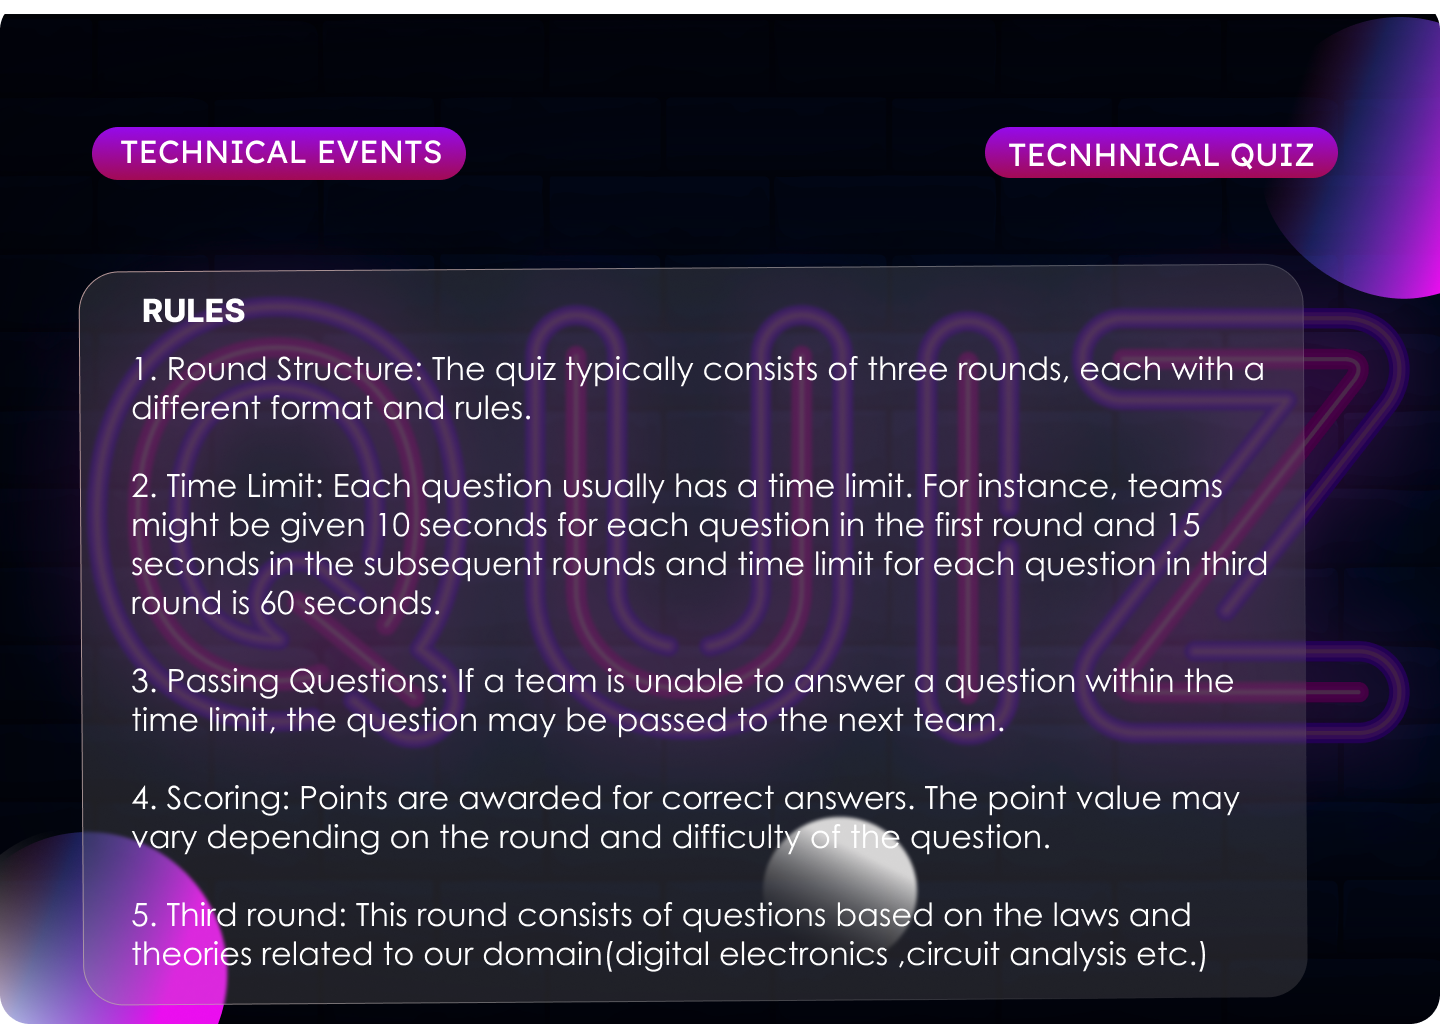 TECHNICAL EVENTS
TECNHNICAL QUIZ
QUIZ
RULES
1. Round Structure: The quiz typically consists of three rounds, each with a
different format and rules.
2. Time Limit: Each question usually has a time limit. For instance, teams
might be given 10 seconds for each question in the first round and 15
seconds in the subsequent rounds and time limit for each question in third
round is 60 seconds.
3. Passing Questions: If a team is unable to answer a question within the
time limit, the question may be passed to the next team.
4. Scoring: Points are awarded for correct answers. The point value may
vary depending on the round and difficulty of the question.
5. Third round: This round consists of questions based on the laws and
theories related to our domain(digital electronics ,circuit analysis etc.)